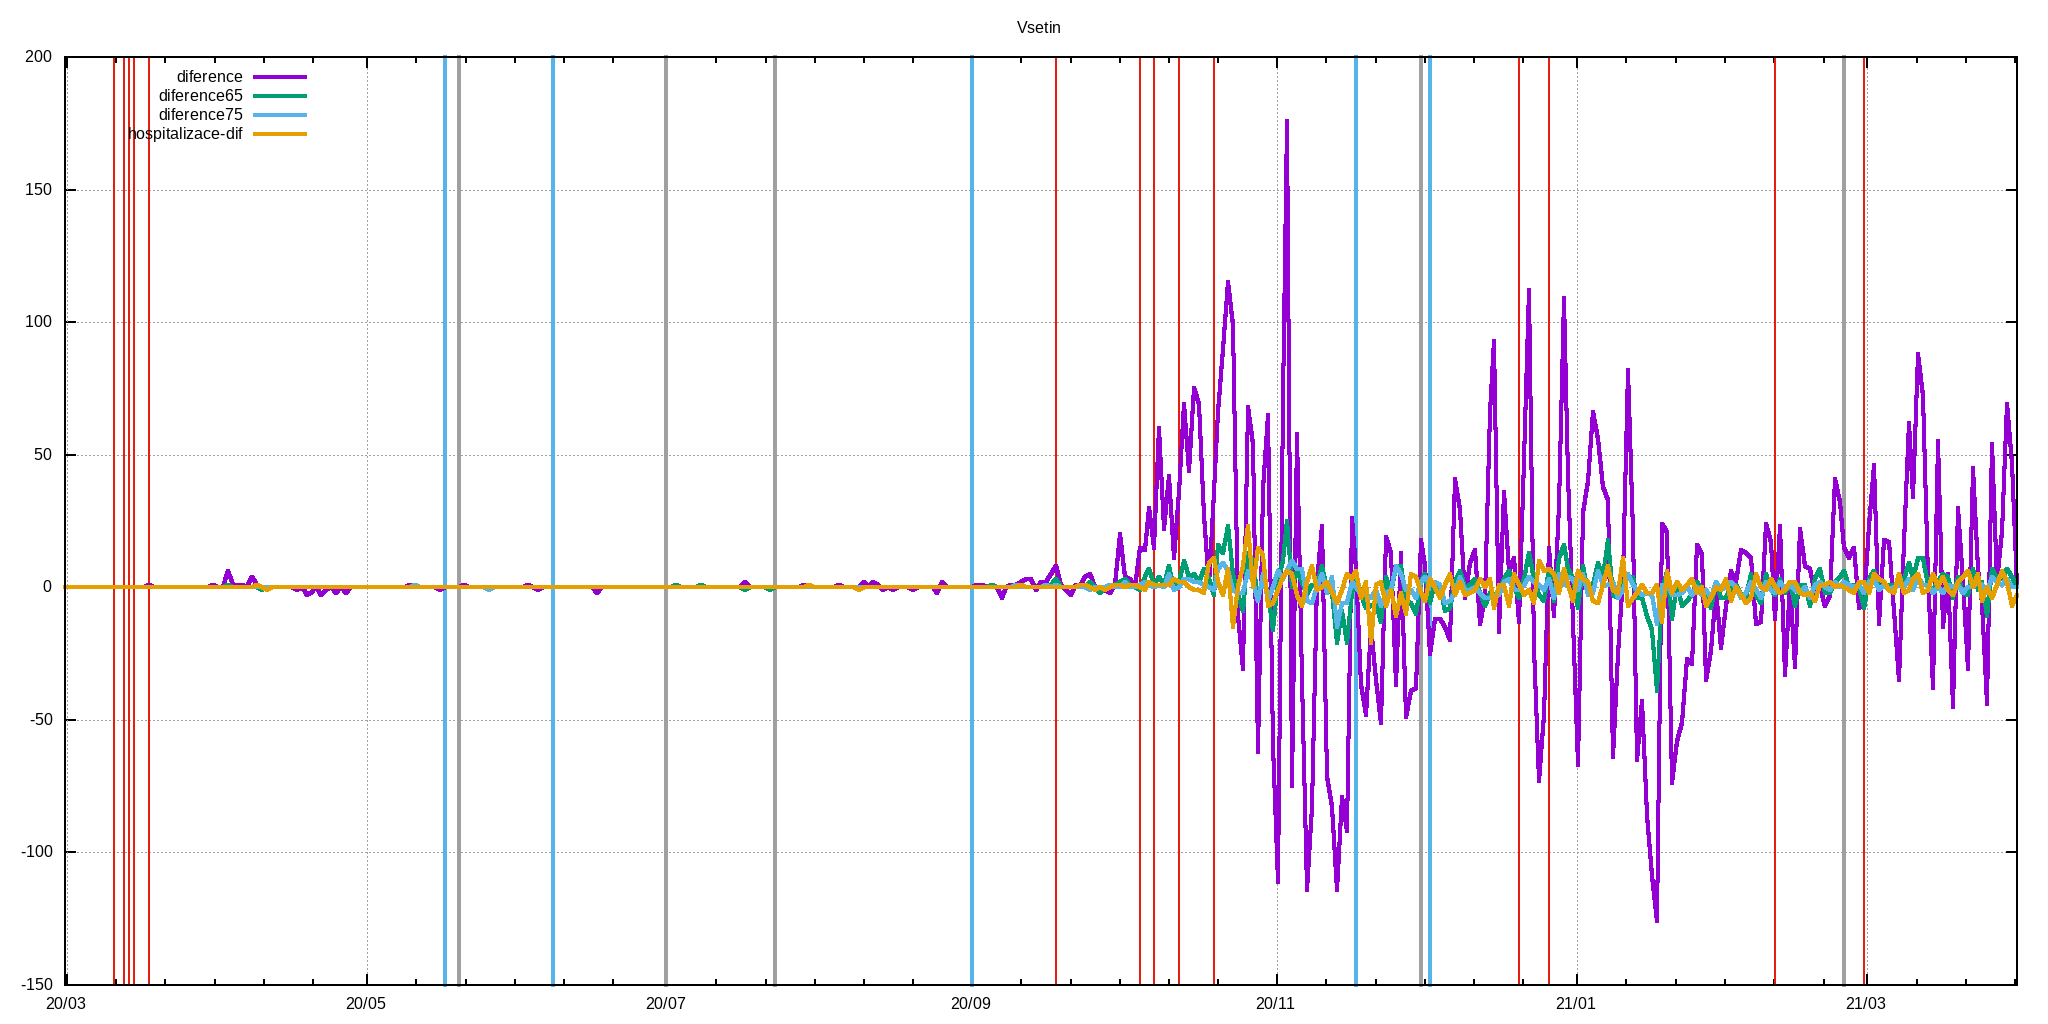 Vsetin
200
diference
diference65
diference75
hospitalizace-dif
150
100
50
0
-50
-100
-150
20/03 20/05 20/07 20/09 20/11 21/01 21/03